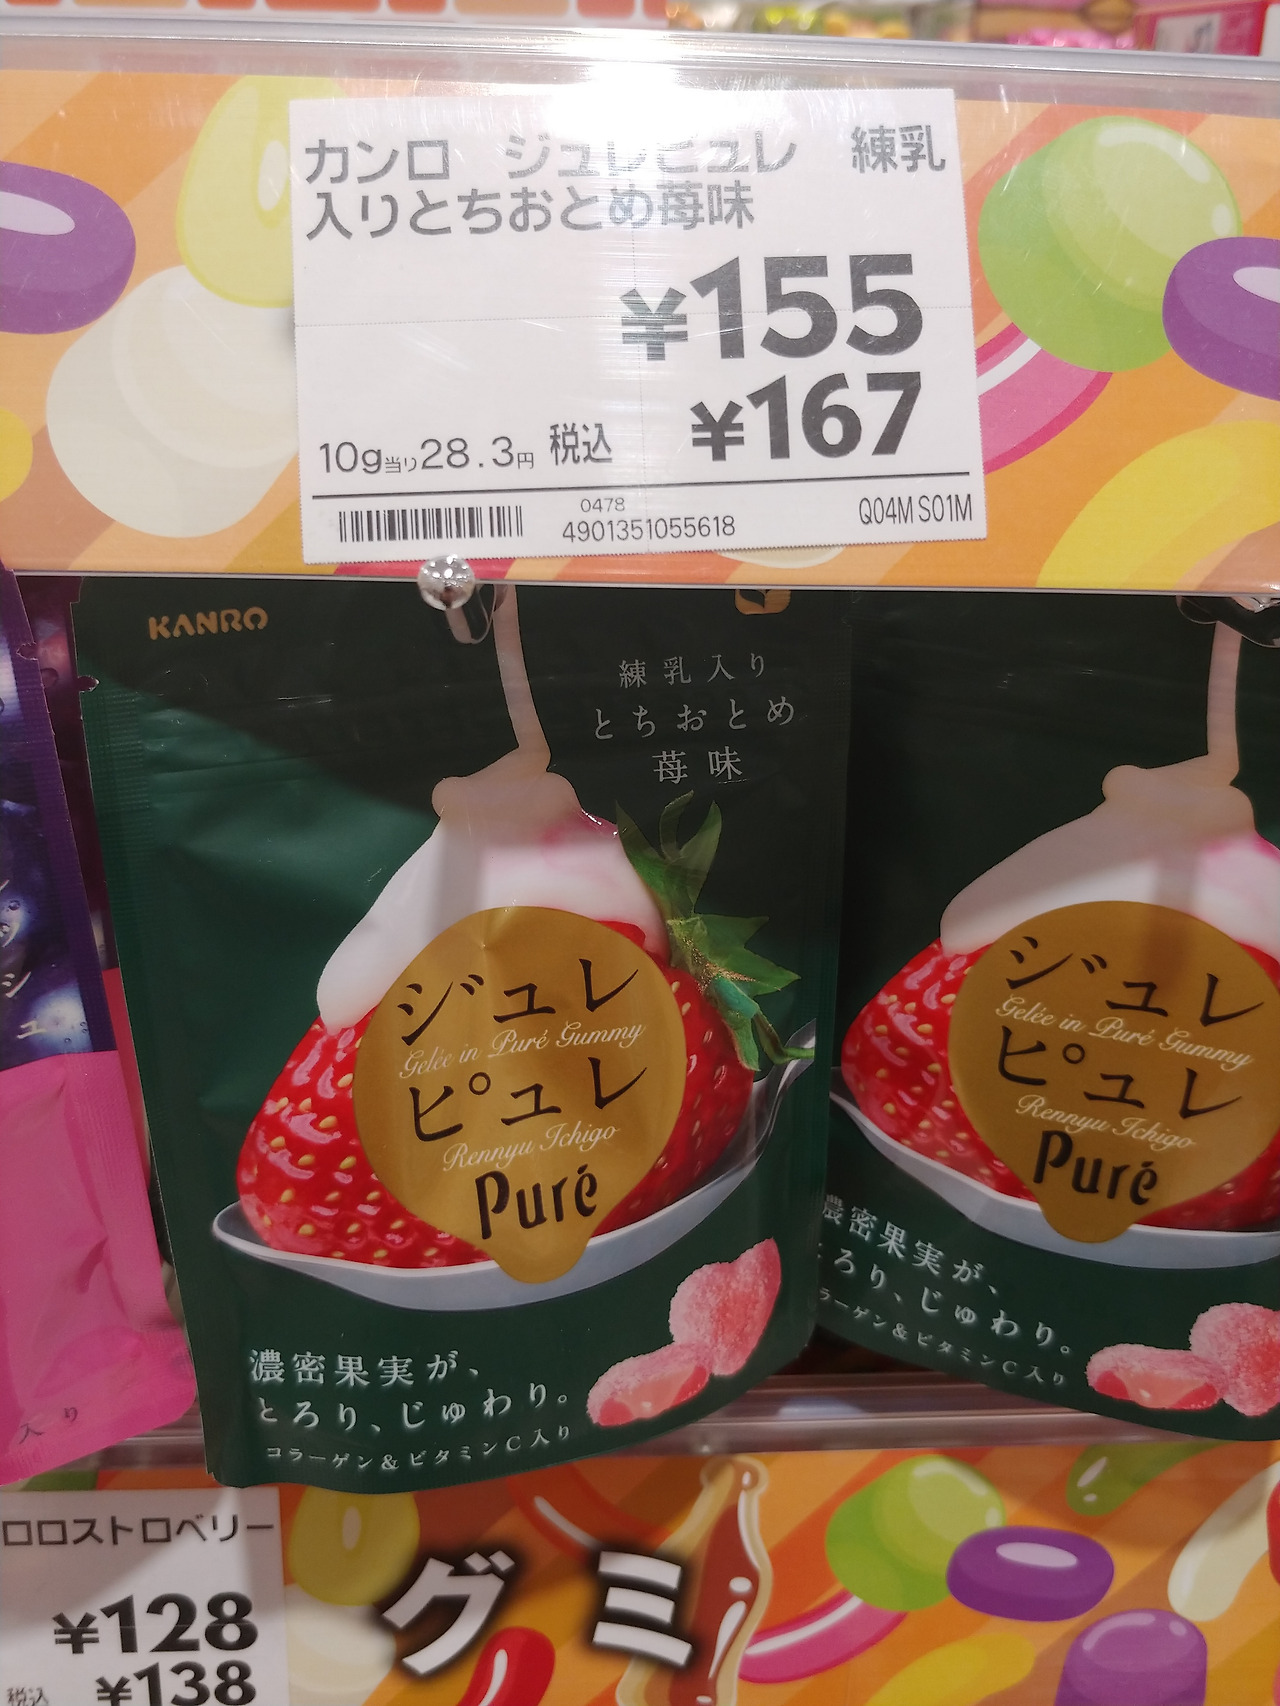 カンロ ジュレピュレ 練乳
入りとちおとめ苺味
¥155
10g当り28.3円 税込 ¥167
0478
4901351055618
Q04M S01M
KANRO
練乳入り
とちおとめ
苺味
ジュレ
Gelée in Puré Gummy
ピュレ
Rennyu Ichigo
Puré
濃密果実が、
とろり、じゅわり。
コラーゲン&ビタミンC入り
ジュレ
Gelée in Puré Gummy
ピュレ
Rennyu Ichigo
Puré
濃密果実が、
ろり、じゅわり。
ラーゲン&ビタミンC入り
シ
ュ
入り
ロロストロベリー
¥128
税込 ¥138
グミ